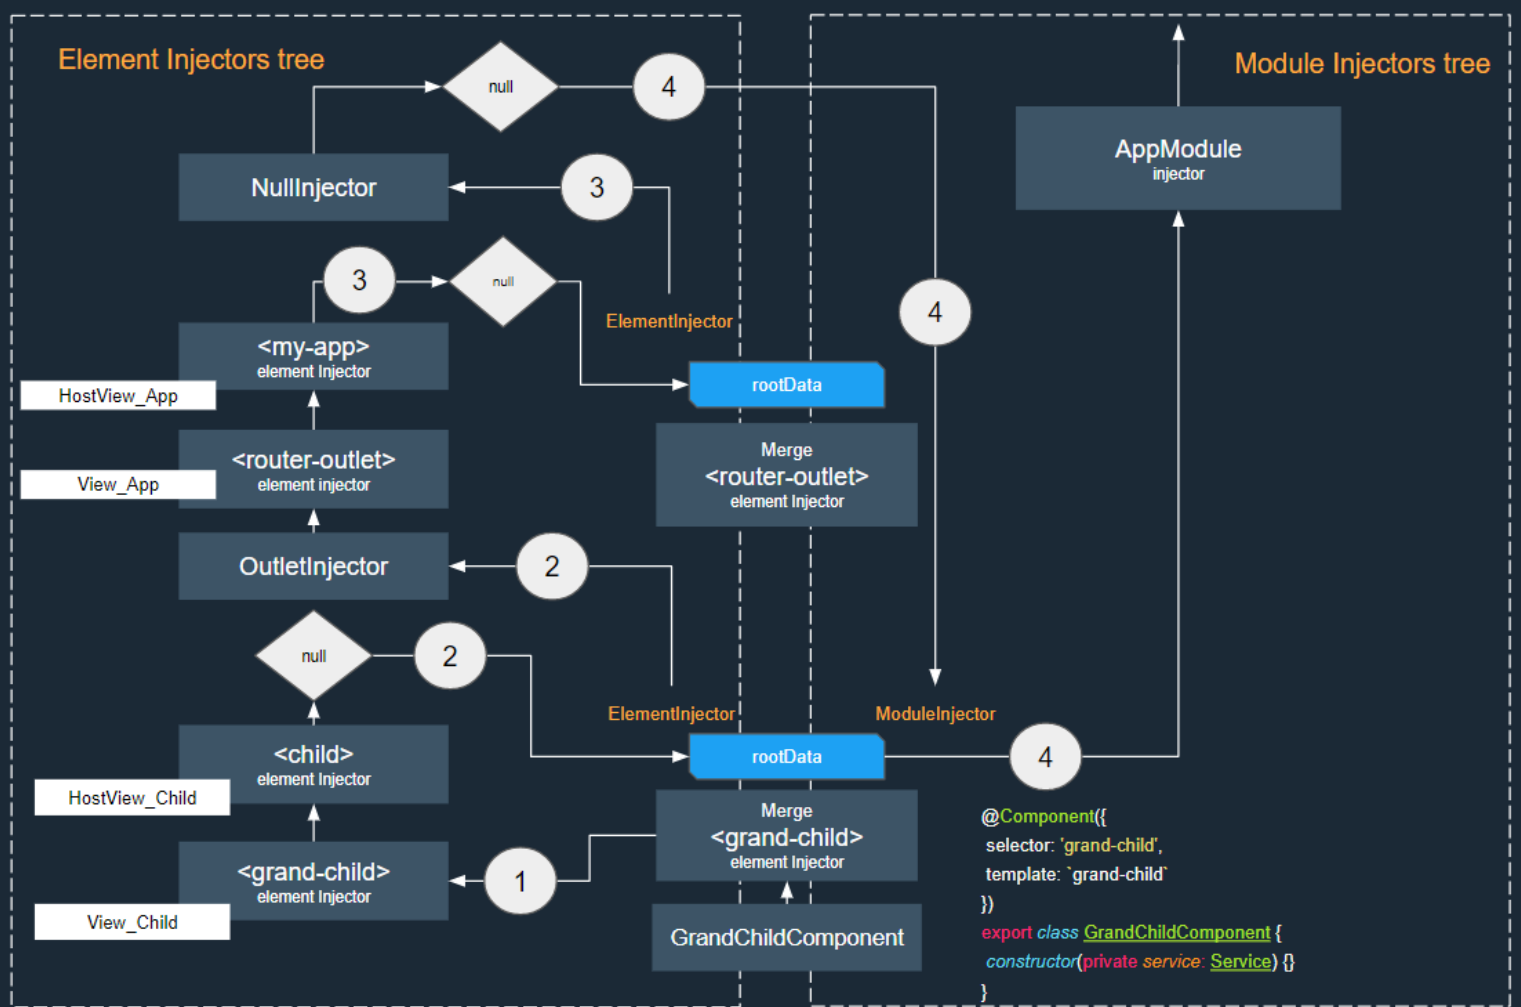 Element Injectors tree
Module Injectors tree
null
4
AppModule
injector
NullInjector
3
3
null
4
ElementInjector
<my-app>
element Injector
HostView_App
rootData
<router-outlet>
element injector
View_App
Merge
<router-outlet>
element Injector
OutletInjector
2
null
2
ElementInjector
ModuleInjector
<child>
element Injector
HostView_Child
rootData
4
Merge
<grand-child>
element Injector
<grand-child>
element Injector
1
View_Child
GrandChildComponent
@Component({
selector: 'grand-child',
template: `grand-child`
})
export class GrandChildComponent {
constructor(private service: Service) {}
}